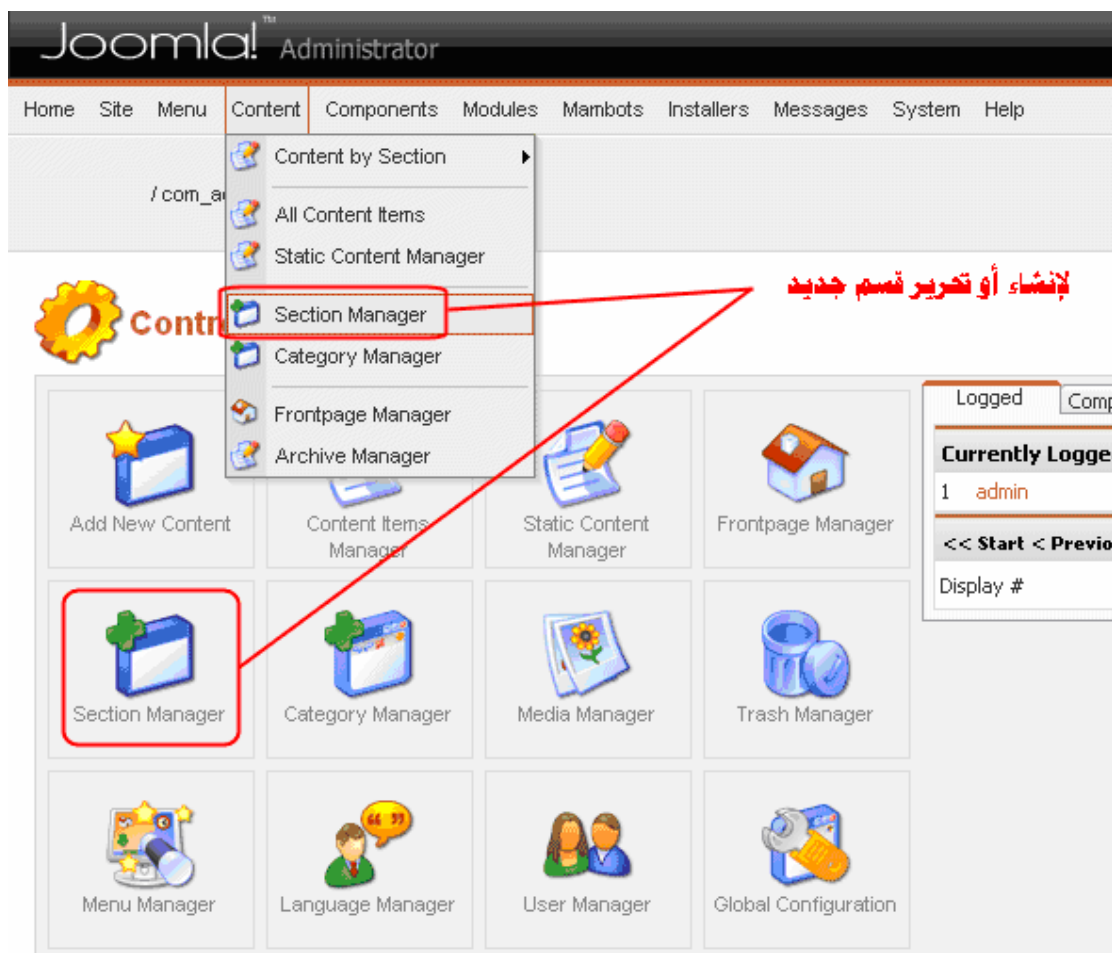 Joomla!™ Administrator
Home Site Menu Content Components Modules Mambots Installers Messages System Help
Content by Section
/ com_a
All Content Items
Static Content Manager
لإنشاء أو تحرير قسم جديد
Section Manager
Contr
Category Manager
Frontpage Manager
Archive Manager
Logged Comp
Currently Logge
1 admin
<< Start < Previo
Display #
Add New Content
Content Items
Manager
Static Content
Manager
Frontpage Manager
Section Manager
Category Manager
Media Manager
Trash Manager
Menu Manager
Language Manager
User Manager
Global Configuration